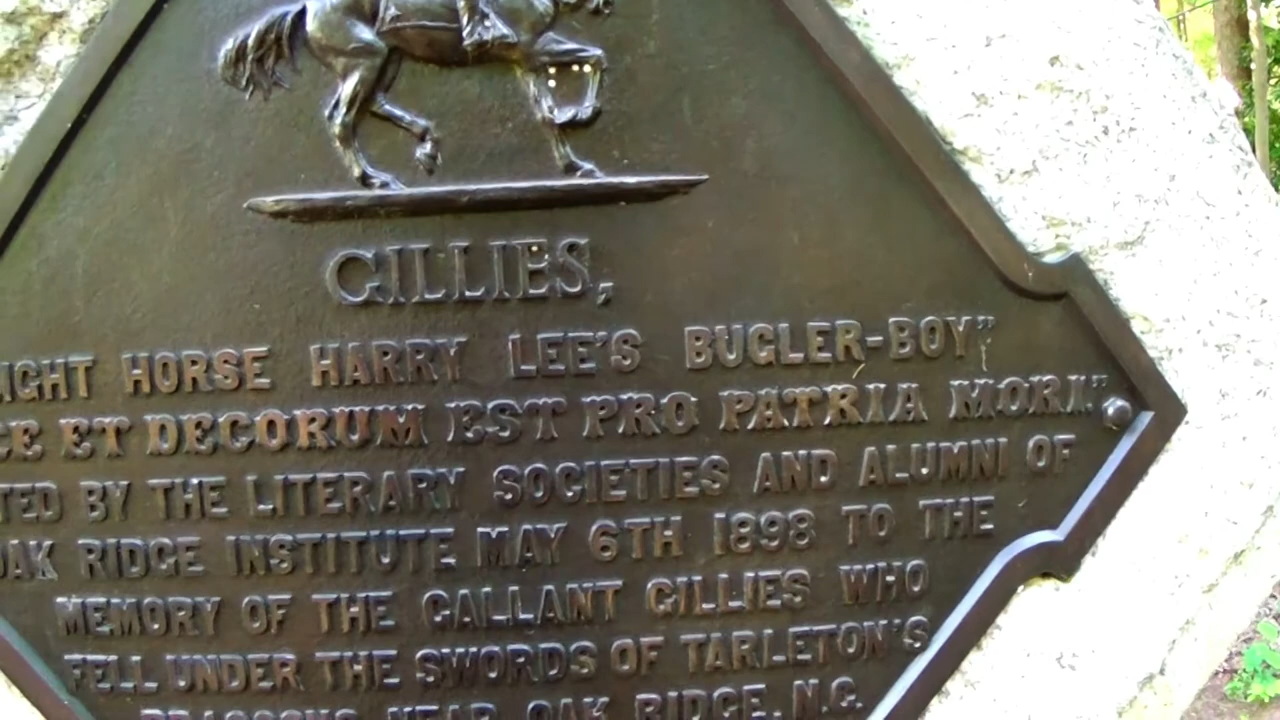 GILLIES,
LIGHT HORSE HARRY LEE'S BUGLER-BOY"
CE ET DECORUM EST PRO PATRIA MORI."
TED BY THE LITERARY SOCIETIES AND ALUMNI OF
OAK RIDGE INSTITUTE MAY 6TH 1898 TO THE
MEMORY OF THE GALLANT GILLIES WHO
FELL UNDER THE SWORDS OF TARLETON'S
DRAGOONS NEAR OAK RIDGE, N.C.